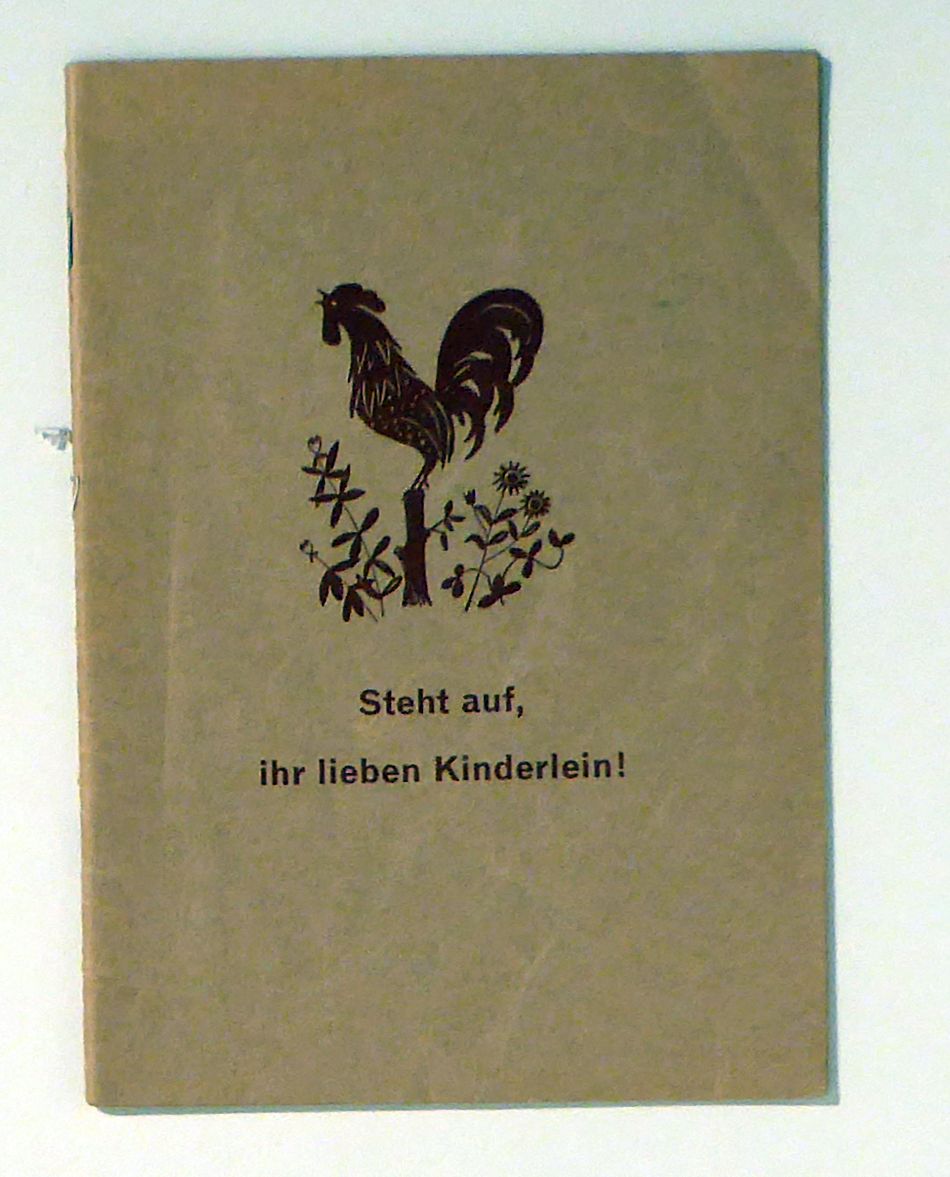 Steht auf,
ihr lieben Kinderlein!